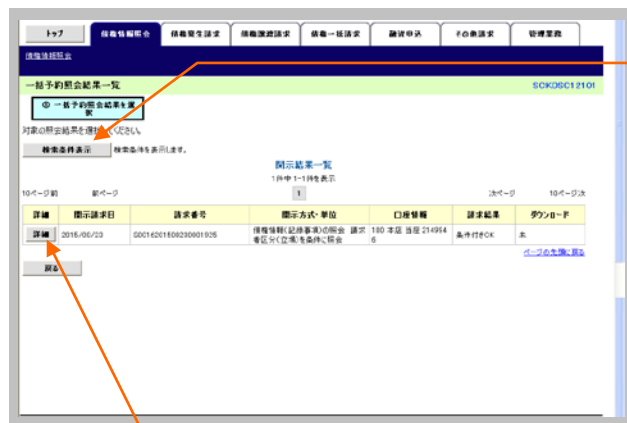 トップ 債権情報照会 債権発生請求 債権譲渡請求 債権一括請求 融資申込 その他請求 管理業務
債権情報照会
一括予約照会結果一覧 SCKDSC12101
① 一括予約照会結果を選択
対象の照会結果を選択してください。
検索条件表示 検索条件を表示します。
開示結果一覧
1件中 1-1件を表示
10ページ前 前ページ 1 次ページ 10ページ次
詳細 開示請求日 請求番号 開示方式・単位 口座情報 請求結果 ダウンロード
詳細 債権情報(記録事項)の照会 請求 100 本店 当座 214954 条件付きOK 未
者区分(立場)を条件に照会 6
ページの先頭に戻る
戻る